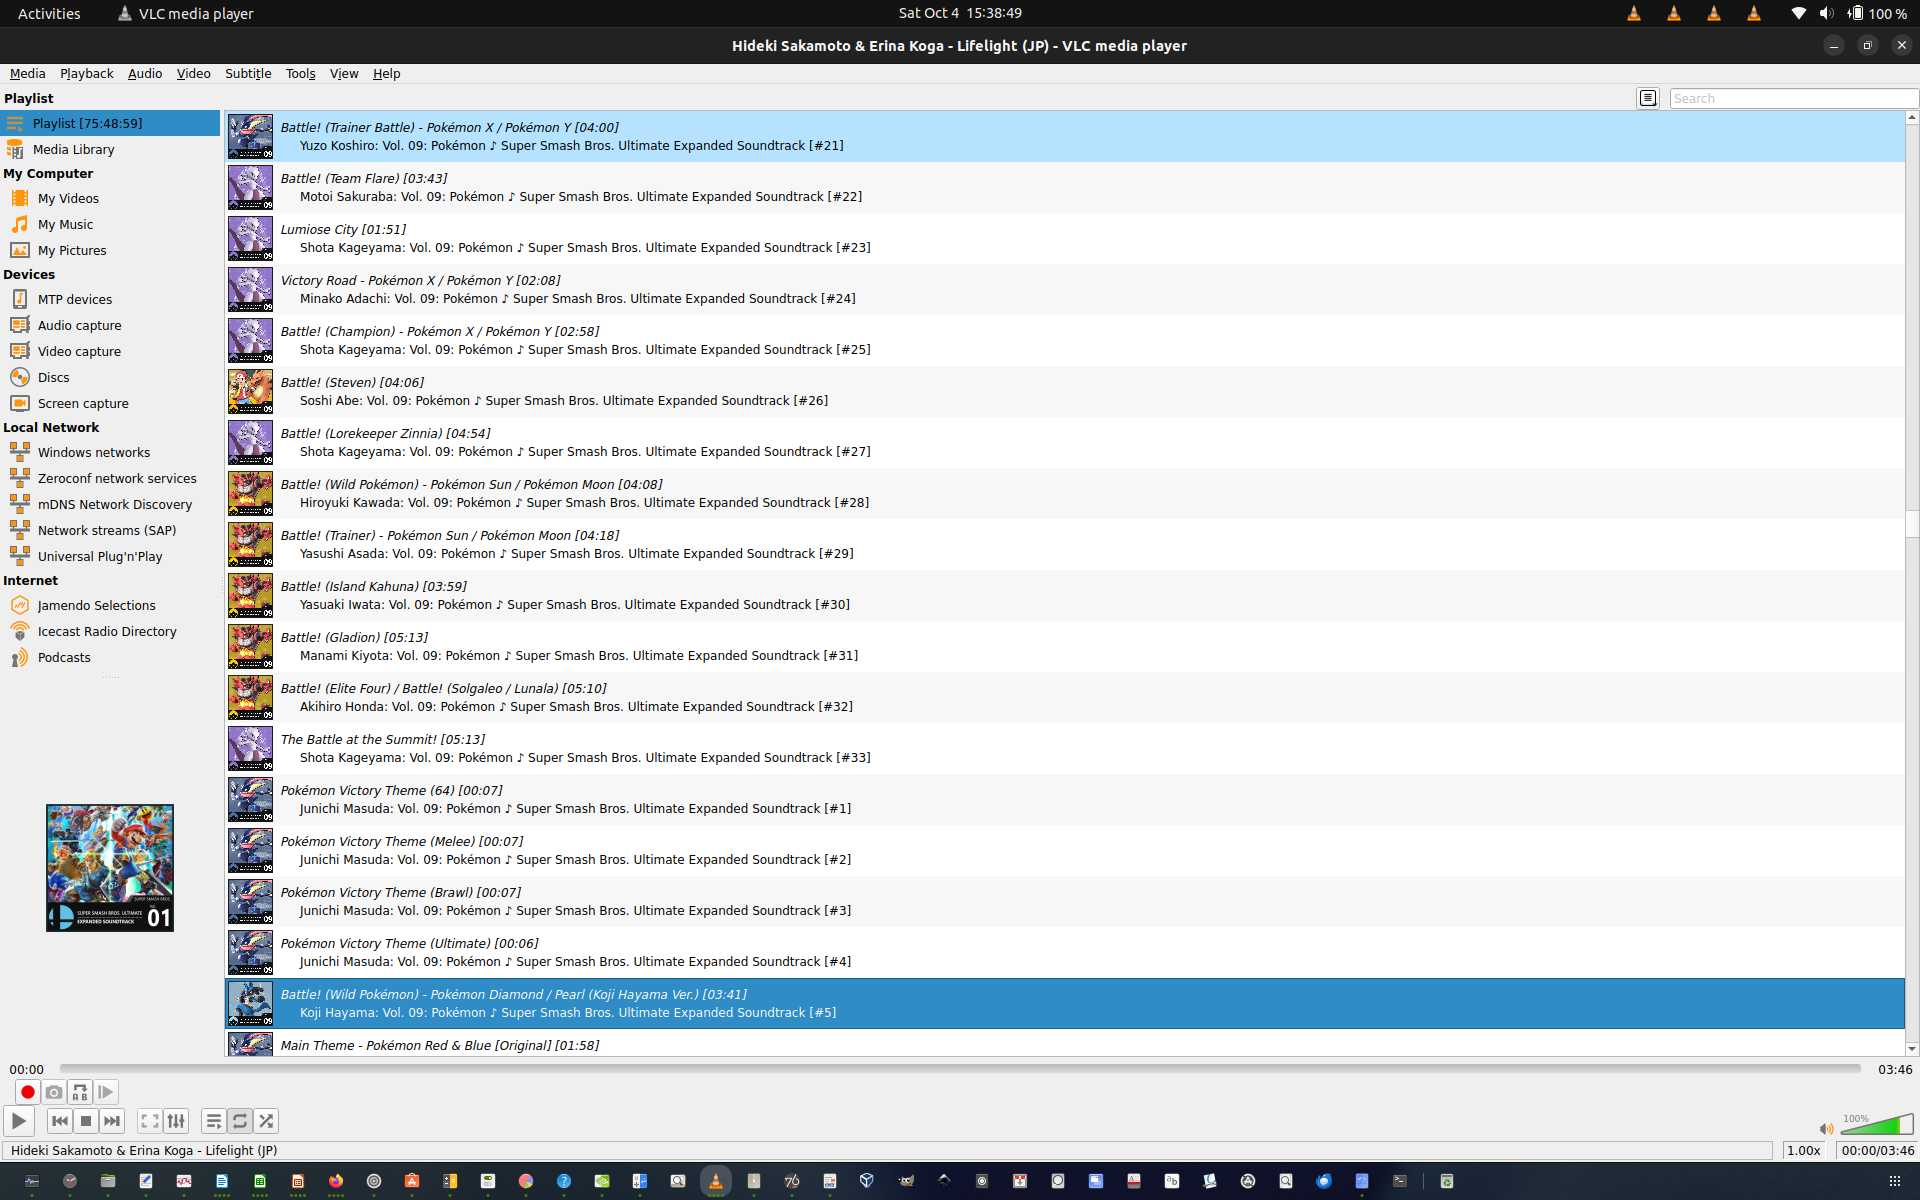 Activities
VLC media player
Sat Oct 4 15:38:49
100 %
Hideki Sakamoto & Erina Koga - Lifelight (JP) - VLC media player
Media Playback Audio Video Subtitle Tools View Help
Playlist
Search
Playlist [75:48:59]
Media Library
My Computer
My Videos
My Music
My Pictures
Devices
MTP devices
Audio capture
Video capture
Discs
Screen capture
Local Network
Windows networks
Zeroconf network services
mDNS Network Discovery
Network streams (SAP)
Universal Plug'n'Play
Internet
Jamendo Selections
Icecast Radio Directory
Podcasts
SUPER SMASH BROS. ULTIMATE
EXPANDED SOUNDTRACK
01
Battle! (Trainer Battle) - Pokémon X / Pokémon Y [04:00]
Yuzo Koshiro: Vol. 09: Pokémon ♪ Super Smash Bros. Ultimate Expanded Soundtrack [#21]
Battle! (Team Flare) [03:43]
Motoi Sakuraba: Vol. 09: Pokémon ♪ Super Smash Bros. Ultimate Expanded Soundtrack [#22]
Lumiose City [01:51]
Shota Kageyama: Vol. 09: Pokémon ♪ Super Smash Bros. Ultimate Expanded Soundtrack [#23]
Victory Road - Pokémon X / Pokémon Y [02:08]
Minako Adachi: Vol. 09: Pokémon ♪ Super Smash Bros. Ultimate Expanded Soundtrack [#24]
Battle! (Champion) - Pokémon X / Pokémon Y [02:58]
Shota Kageyama: Vol. 09: Pokémon ♪ Super Smash Bros. Ultimate Expanded Soundtrack [#25]
Battle! (Steven) [04:06]
Soshi Abe: Vol. 09: Pokémon ♪ Super Smash Bros. Ultimate Expanded Soundtrack [#26]
Battle! (Lorekeeper Zinnia) [04:54]
Shota Kageyama: Vol. 09: Pokémon ♪ Super Smash Bros. Ultimate Expanded Soundtrack [#27]
Battle! (Wild Pokémon) - Pokémon Sun / Pokémon Moon [04:08]
Hiroyuki Kawada: Vol. 09: Pokémon ♪ Super Smash Bros. Ultimate Expanded Soundtrack [#28]
Battle! (Trainer) - Pokémon Sun / Pokémon Moon [04:18]
Yasushi Asada: Vol. 09: Pokémon ♪ Super Smash Bros. Ultimate Expanded Soundtrack [#29]
Battle! (Island Kahuna) [03:59]
Yasuaki Iwata: Vol. 09: Pokémon ♪ Super Smash Bros. Ultimate Expanded Soundtrack [#30]
Battle! (Gladion) [05:13]
Manami Kiyota: Vol. 09: Pokémon ♪ Super Smash Bros. Ultimate Expanded Soundtrack [#31]
Battle! (Elite Four) / Battle! (Solgaleo / Lunala) [05:10]
Akihiro Honda: Vol. 09: Pokémon ♪ Super Smash Bros. Ultimate Expanded Soundtrack [#32]
The Battle at the Summit! [05:13]
Shota Kageyama: Vol. 09: Pokémon ♪ Super Smash Bros. Ultimate Expanded Soundtrack [#33]
Pokémon Victory Theme (64) [00:07]
Junichi Masuda: Vol. 09: Pokémon ♪ Super Smash Bros. Ultimate Expanded Soundtrack [#1]
Pokémon Victory Theme (Melee) [00:07]
Junichi Masuda: Vol. 09: Pokémon ♪ Super Smash Bros. Ultimate Expanded Soundtrack [#2]
Pokémon Victory Theme (Brawl) [00:07]
Junichi Masuda: Vol. 09: Pokémon ♪ Super Smash Bros. Ultimate Expanded Soundtrack [#3]
Pokémon Victory Theme (Ultimate) [00:06]
Junichi Masuda: Vol. 09: Pokémon ♪ Super Smash Bros. Ultimate Expanded Soundtrack [#4]
Battle! (Wild Pokémon) - Pokémon Diamond / Pearl (Koji Hayama Ver.) [03:41]
Koji Hayama: Vol. 09: Pokémon ♪ Super Smash Bros. Ultimate Expanded Soundtrack [#5]
Main Theme - Pokémon Red & Blue [Original] [01:58]
00:00
03:46
100%
Hideki Sakamoto & Erina Koga - Lifelight (JP)
1.00x
00:00/03:46